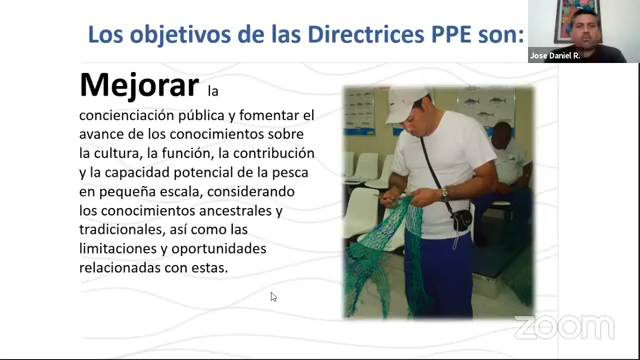 Los objetivos de las Directrices PPE son:
Jose Daniel R.
Mejorar la
concienciación pública y fomentar el
avance de los conocimientos sobre
la cultura, la función, la contribución
y la capacidad potencial de la pesca
en pequeña escala, considerando
los conocimientos ancestrales y
tradicionales, así como las
limitaciones y oportunidades
relacionadas con estas.
zoom